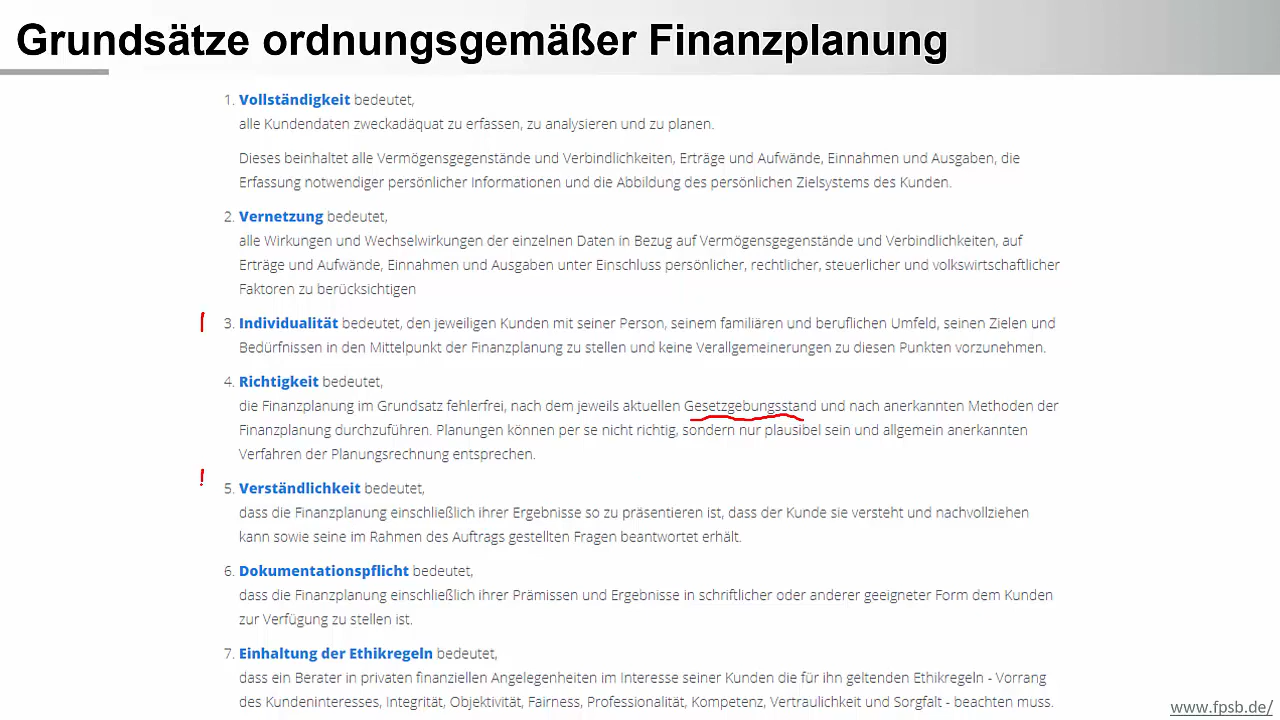 Grundsätze ordnungsgemäßer Finanzplanung
1. Vollständigkeit bedeutet,
alle Kundendaten zweckadäquat zu erfassen, zu analysieren und zu planen.
Dieses beinhaltet alle Vermögensgegenstände und Verbindlichkeiten, Erträge und Aufwände, Einnahmen und Ausgaben, die
Erfassung notwendiger persönlicher Informationen und die Abbildung des persönlichen Zielsystems des Kunden.
2. Vernetzung bedeutet,
alle Wirkungen und Wechselwirkungen der einzelnen Daten in Bezug auf Vermögensgegenstände und Verbindlichkeiten, auf
Erträge und Aufwände, Einnahmen und Ausgaben unter Einschluss persönlicher, rechtlicher, steuerlicher und volkswirtschaftlicher
Faktoren zu berücksichtigen
3. Individualität bedeutet, den jeweiligen Kunden mit seiner Person, seinem familiären und beruflichen Umfeld, seinen Zielen und
Bedürfnissen in den Mittelpunkt der Finanzplanung zu stellen und keine Verallgemeinerungen zu diesen Punkten vorzunehmen.
4. Richtigkeit bedeutet,
die Finanzplanung im Grundsatz fehlerfrei, nach dem jeweils aktuellen Gesetzgebungsstand und nach anerkannten Methoden der
Finanzplanung durchzuführen. Planungen können per se nicht richtig, sondern nur plausibel sein und allgemein anerkannten
Verfahren der Planungsrechnung entsprechen.
!
5. Verständlichkeit bedeutet,
dass die Finanzplanung einschließlich ihrer Ergebnisse so zu präsentieren ist, dass der Kunde sie versteht und nachvollziehen
kann sowie seine im Rahmen des Auftrags gestellten Fragen beantwortet erhält.
6. Dokumentationspflicht bedeutet,
dass die Finanzplanung einschließlich ihrer Prämissen und Ergebnisse in schriftlicher oder anderer geeigneter Form dem Kunden
zur Verfügung zu stellen ist.
7. Einhaltung der Ethikregeln bedeutet,
dass ein Berater in privaten finanziellen Angelegenheiten im Interesse seiner Kunden die für ihn geltenden Ethikregeln - Vorrang
des Kundeninteresses, Integrität, Objektivität, Fairness, Professionalität, Kompetenz, Vertraulichkeit und Sorgfalt - beachten muss.
www.fpsb.de/